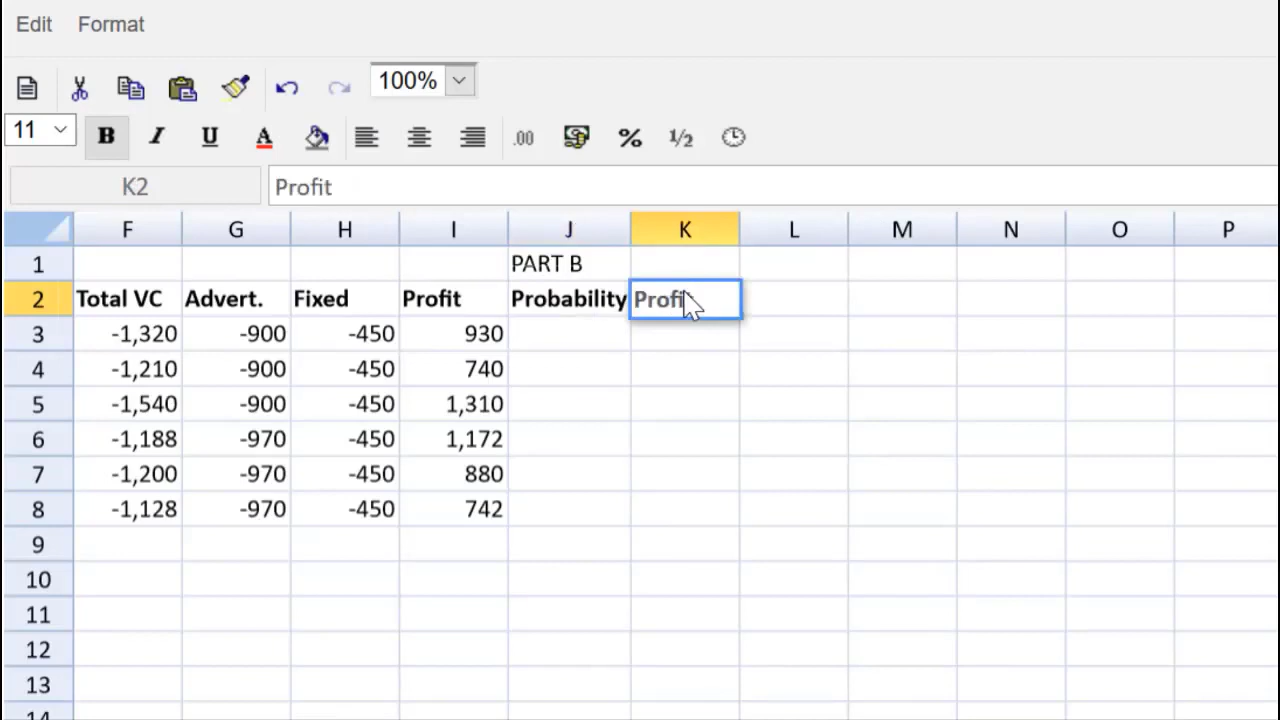 Edit Format
100%
11 B I U A .00 % 1/2
K2 Profit
F G H I J K L M N O P
1 PART B
2 Total VC Advert. Fixed Profit Probability Profit
3 -1,320 -900 -450 930
4 -1,210 -900 -450 740
5 -1,540 -900 -450 1,310
6 -1,188 -970 -450 1,172
7 -1,200 -970 -450 880
8 -1,128 -970 -450 742
9
10
11
12
13
14